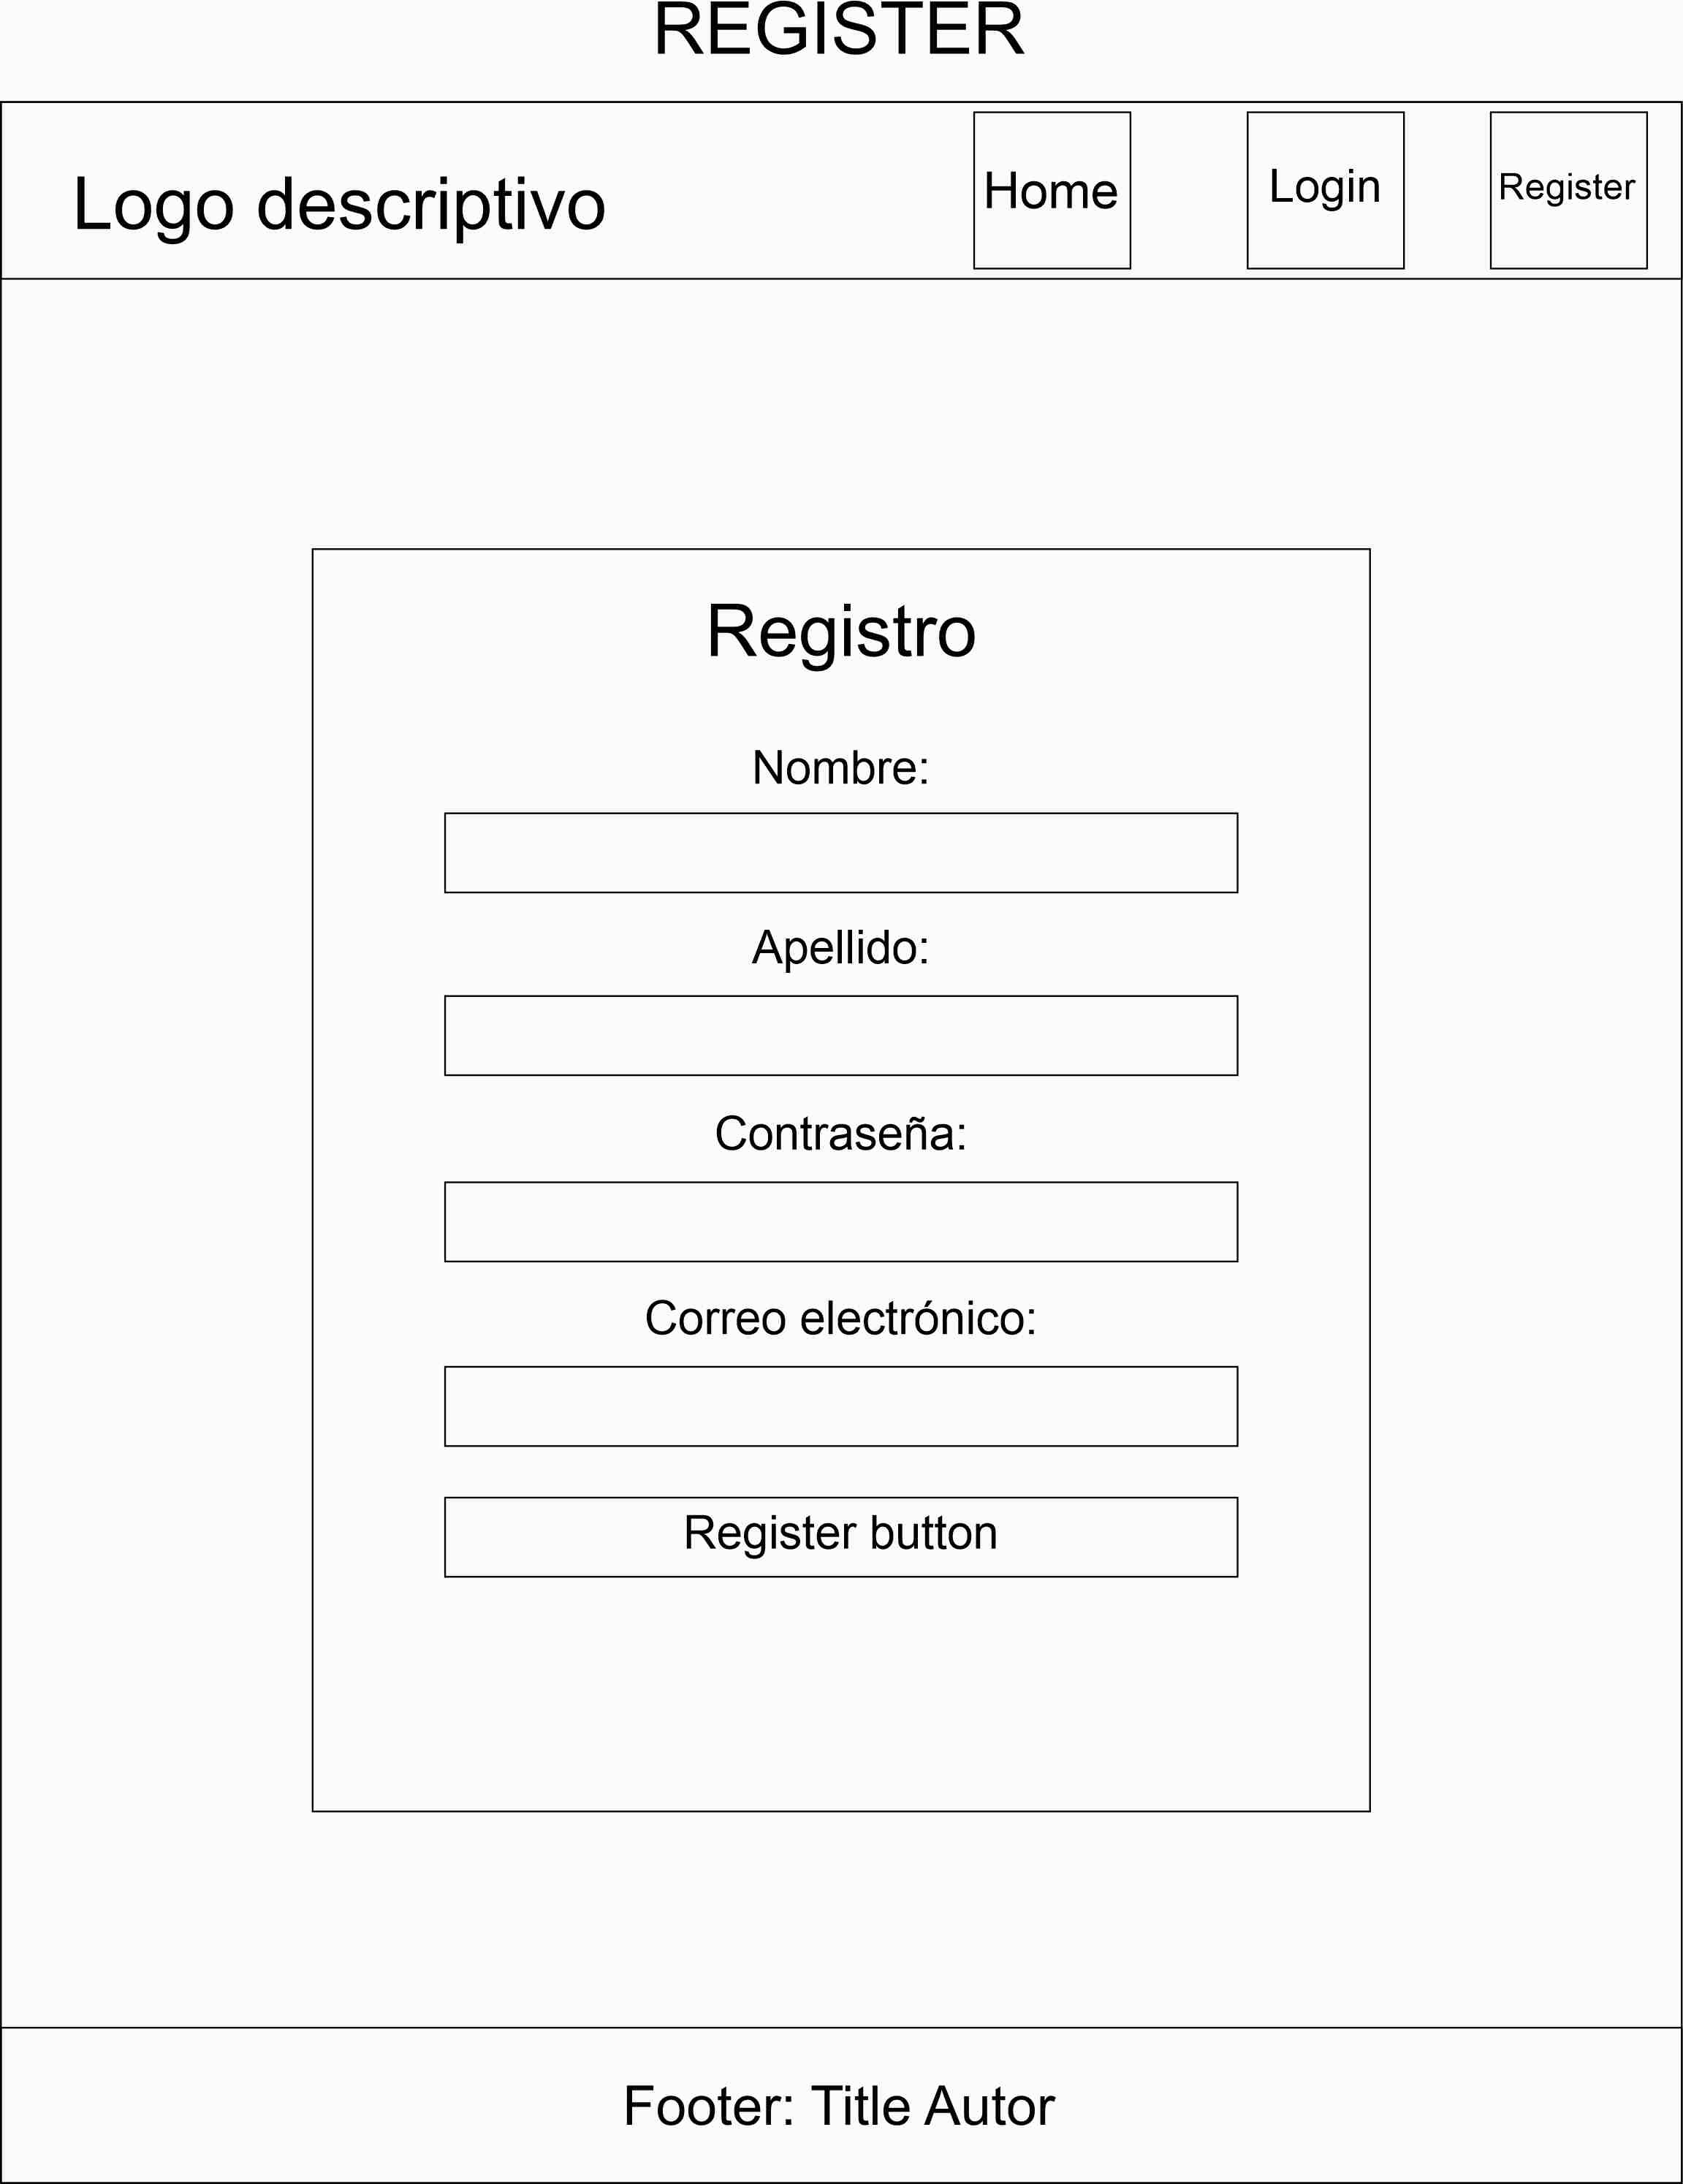 REGISTER
Logo descriptivo
Home
Login
Register
Registro
Nombre:
Apellido:
Contraseña:
Correo electrónico:
Register button
Footer: Title Autor